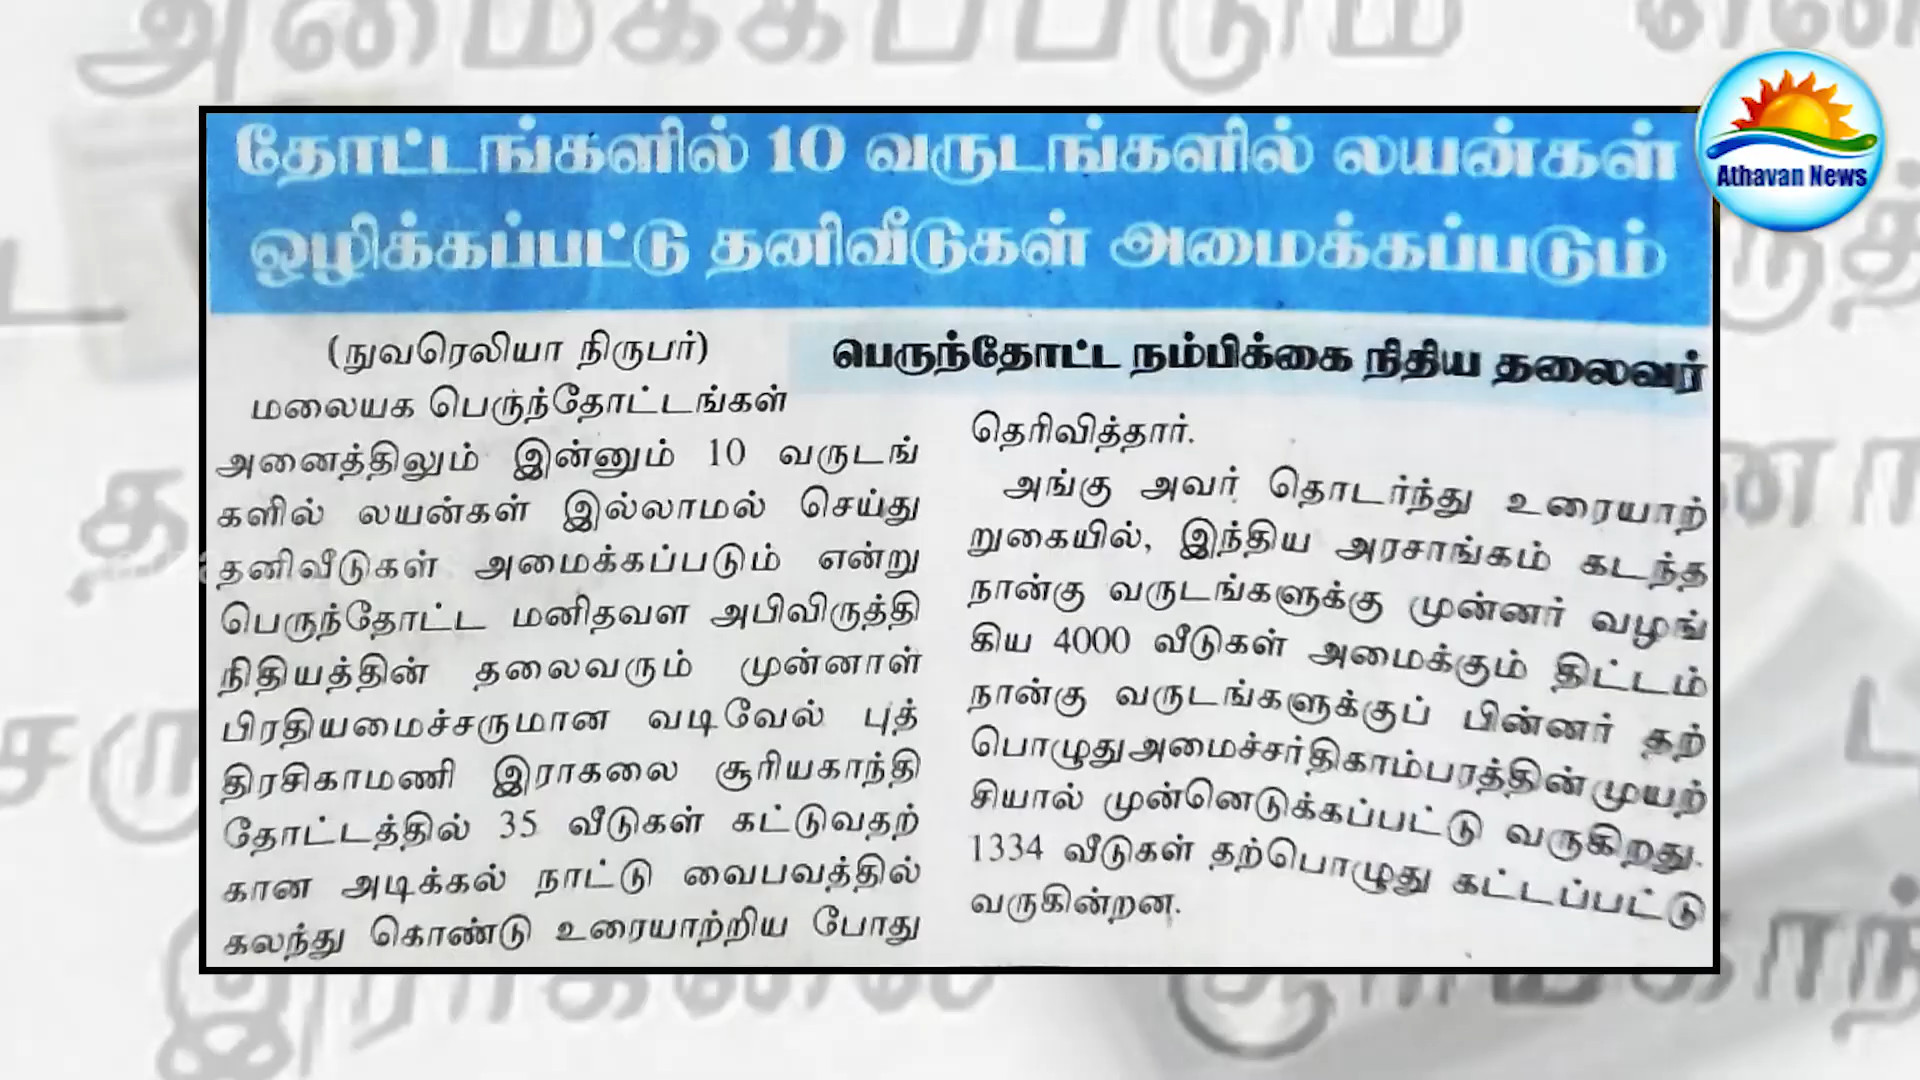 தோட்டங்களில் 10 வருடங்களில் லயன்கள்
ஒழிக்கப்பட்டு தனிவீடுகள் அமைக்கப்படும்
பெருந்தோட்ட நம்பிக்கை நிதிய தலைவர்
(நுவரெலியா நிருபர்)
மலையக பெருந்தோட்டங்கள்
அனைத்திலும் இன்னும் 10 வருடங்
களில் லயன்கள் இல்லாமல் செய்து
தனிவீடுகள் அமைக்கப்படும் என்று
பெருந்தோட்ட மனிதவள அபிவிருத்தி
நிதியத்தின் தலைவரும் முன்னாள்
பிரதியமைச்சருமான வடிவேல் புத்
திரசிகாமணி இராகலை சூரியகாந்தி
தோட்டத்தில் 35 வீடுகள் கட்டுவதற்
கான அடிக்கல் நாட்டு வைபவத்தில்
கலந்து கொண்டு உரையாற்றிய போது
தெரிவித்தார்.
அங்கு அவர் தொடர்ந்து உரையாற்
றுகையில், இந்திய அரசாங்கம் கடந்த
நான்கு வருடங்களுக்கு முன்னர் வழங்
கிய 4000 வீடுகள் அமைக்கும் திட்டம்
நான்கு வருடங்களுக்குப் பின்னர் தற்
பொழுது அமைச்சர் திகாம்பரத்தின் முயற்
சியால் முன்னெடுக்கப்பட்டு வருகிறது.
1334 வீடுகள் தற்பொழுது கட்டப்பட்டு
வருகின்றன.
Athavan News